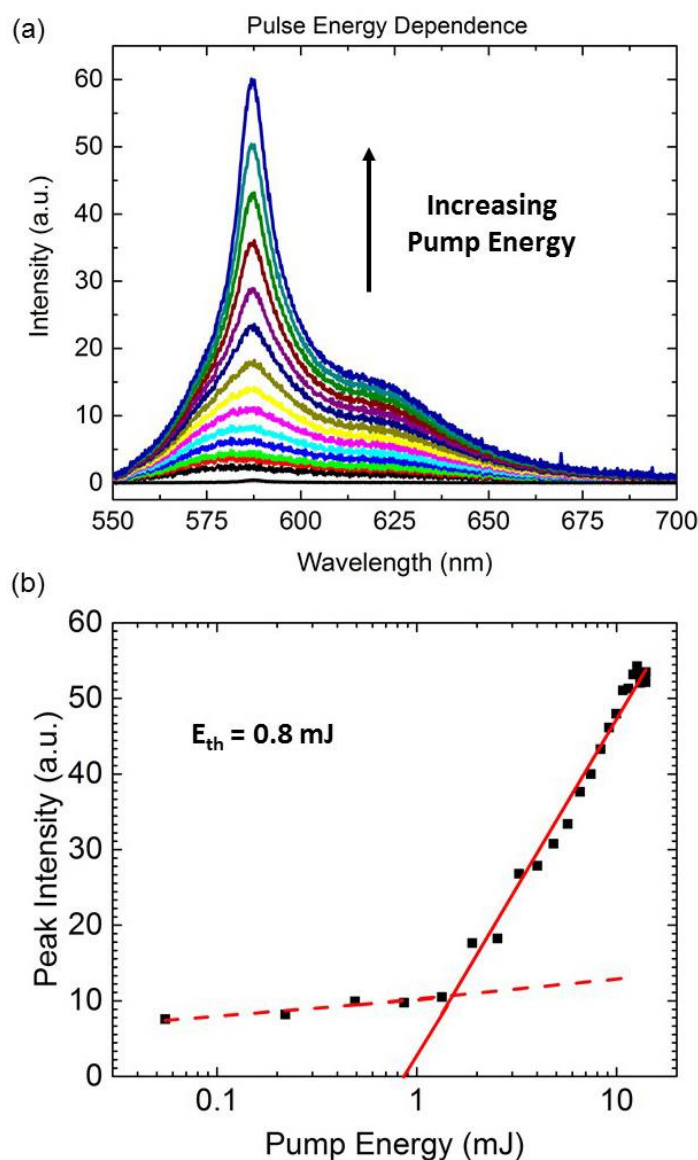 (a)
Pulse Energy Dependence
60
50
40
30
20
10
0
Intensity (a.u.)
Increasing
Pump Energy
550 575 600 625 650 675 700
Wavelength (nm)
(b)
60
50
40
30
20
10
0
Peak Intensity (a.u.)
E_th = 0.8 mJ
0.1 1 10
Pump Energy (mJ)